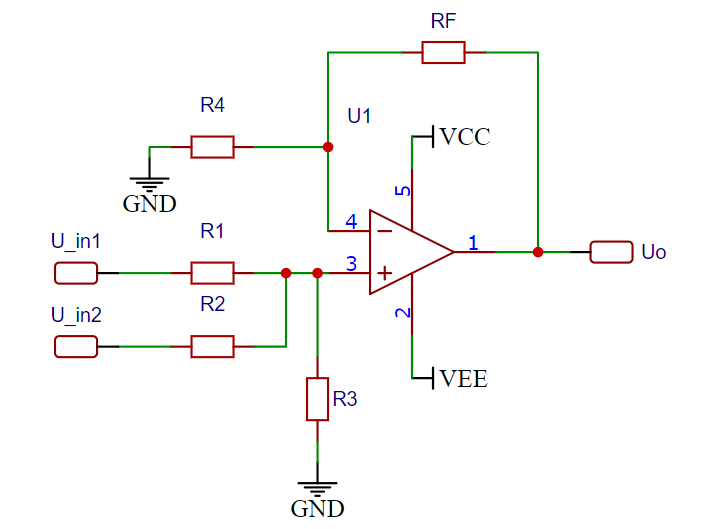 RF
R4
U1
VCC
5
GND
4
U_in1
R1
1
Uo
3
U_in2
R2
2
VEE
R3
GND